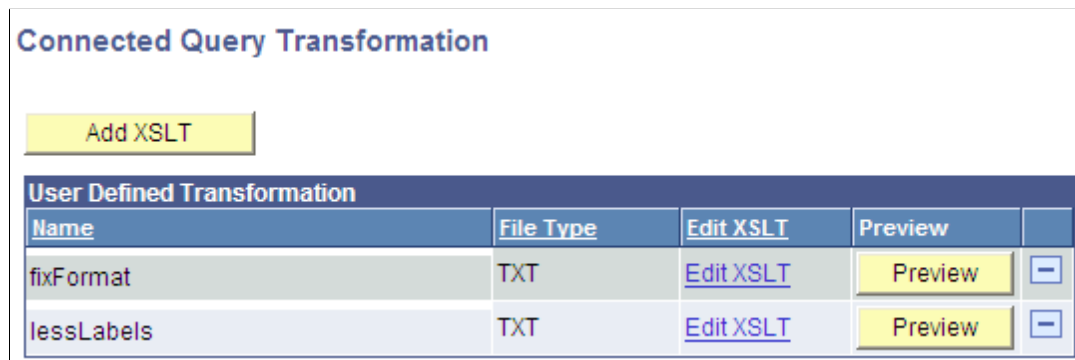 Connected Query Transformation
Add XSLT
User Defined Transformation
Name File Type Edit XSLT Preview
fixFormat TXT Edit XSLT Preview
lessLabels TXT Edit XSLT Preview